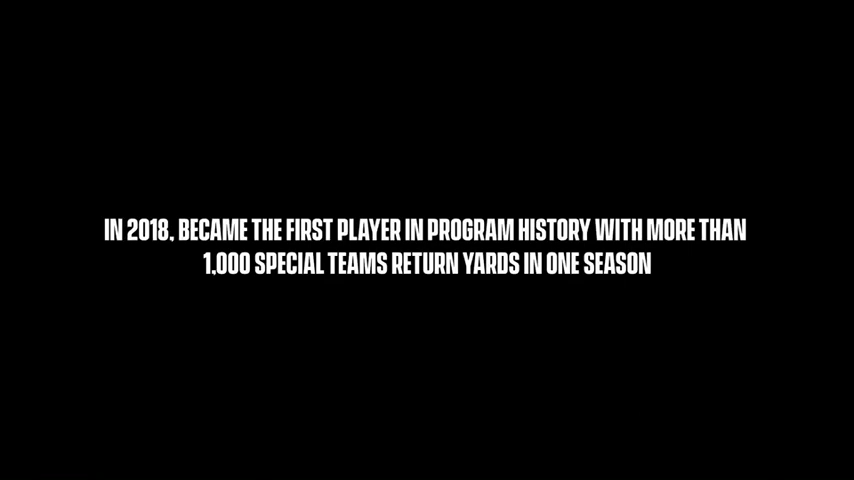 IN 2018, BECAME THE FIRST PLAYER IN PROGRAM HISTORY WITH MORE THAN
1,000 SPECIAL TEAMS RETURN YARDS IN ONE SEASON